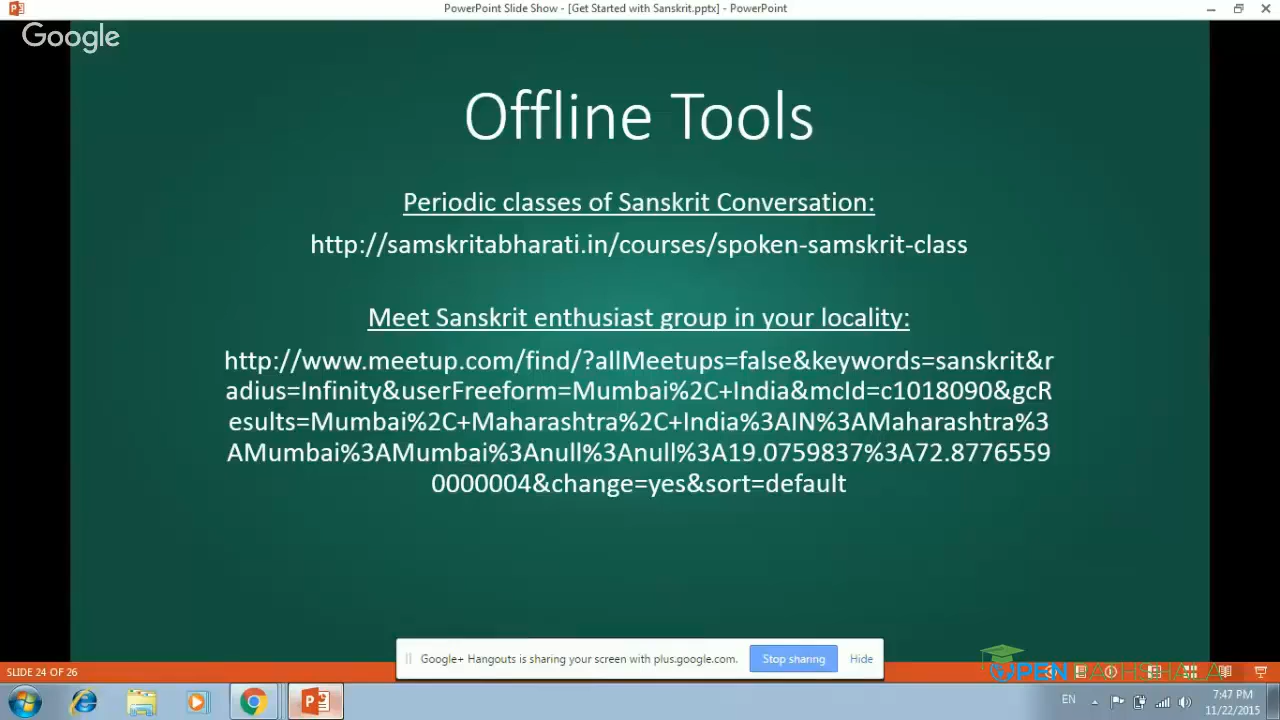 PowerPoint Slide Show - [Get Started with Sanskrit.pptx] - PowerPoint
Google
Offline Tools
Periodic classes of Sanskrit Conversation:
http://samskritabharati.in/courses/spoken-samskrit-class
Meet Sanskrit enthusiast group in your locality:
http://www.meetup.com/find/?allMeetups=false&keywords=sanskrit&r
adius=Infinity&userFreeform=Mumbai%2C+India&mcId=c1018090&gcR
esults=Mumbai%2C+Maharashtra%2C+India%3AIN%3AMaharashtra%3
AMumbai%3AMumbai%3Anull%3Anull%3A19.0759837%3A72.8776559
0000004&change=yes&sort=default
Google+ Hangouts is sharing your screen with plus.google.com.
Stop sharing
Hide
SLIDE 24 OF 26
OPEN PATHSHALA
EN
7:47 PM
11/22/2015